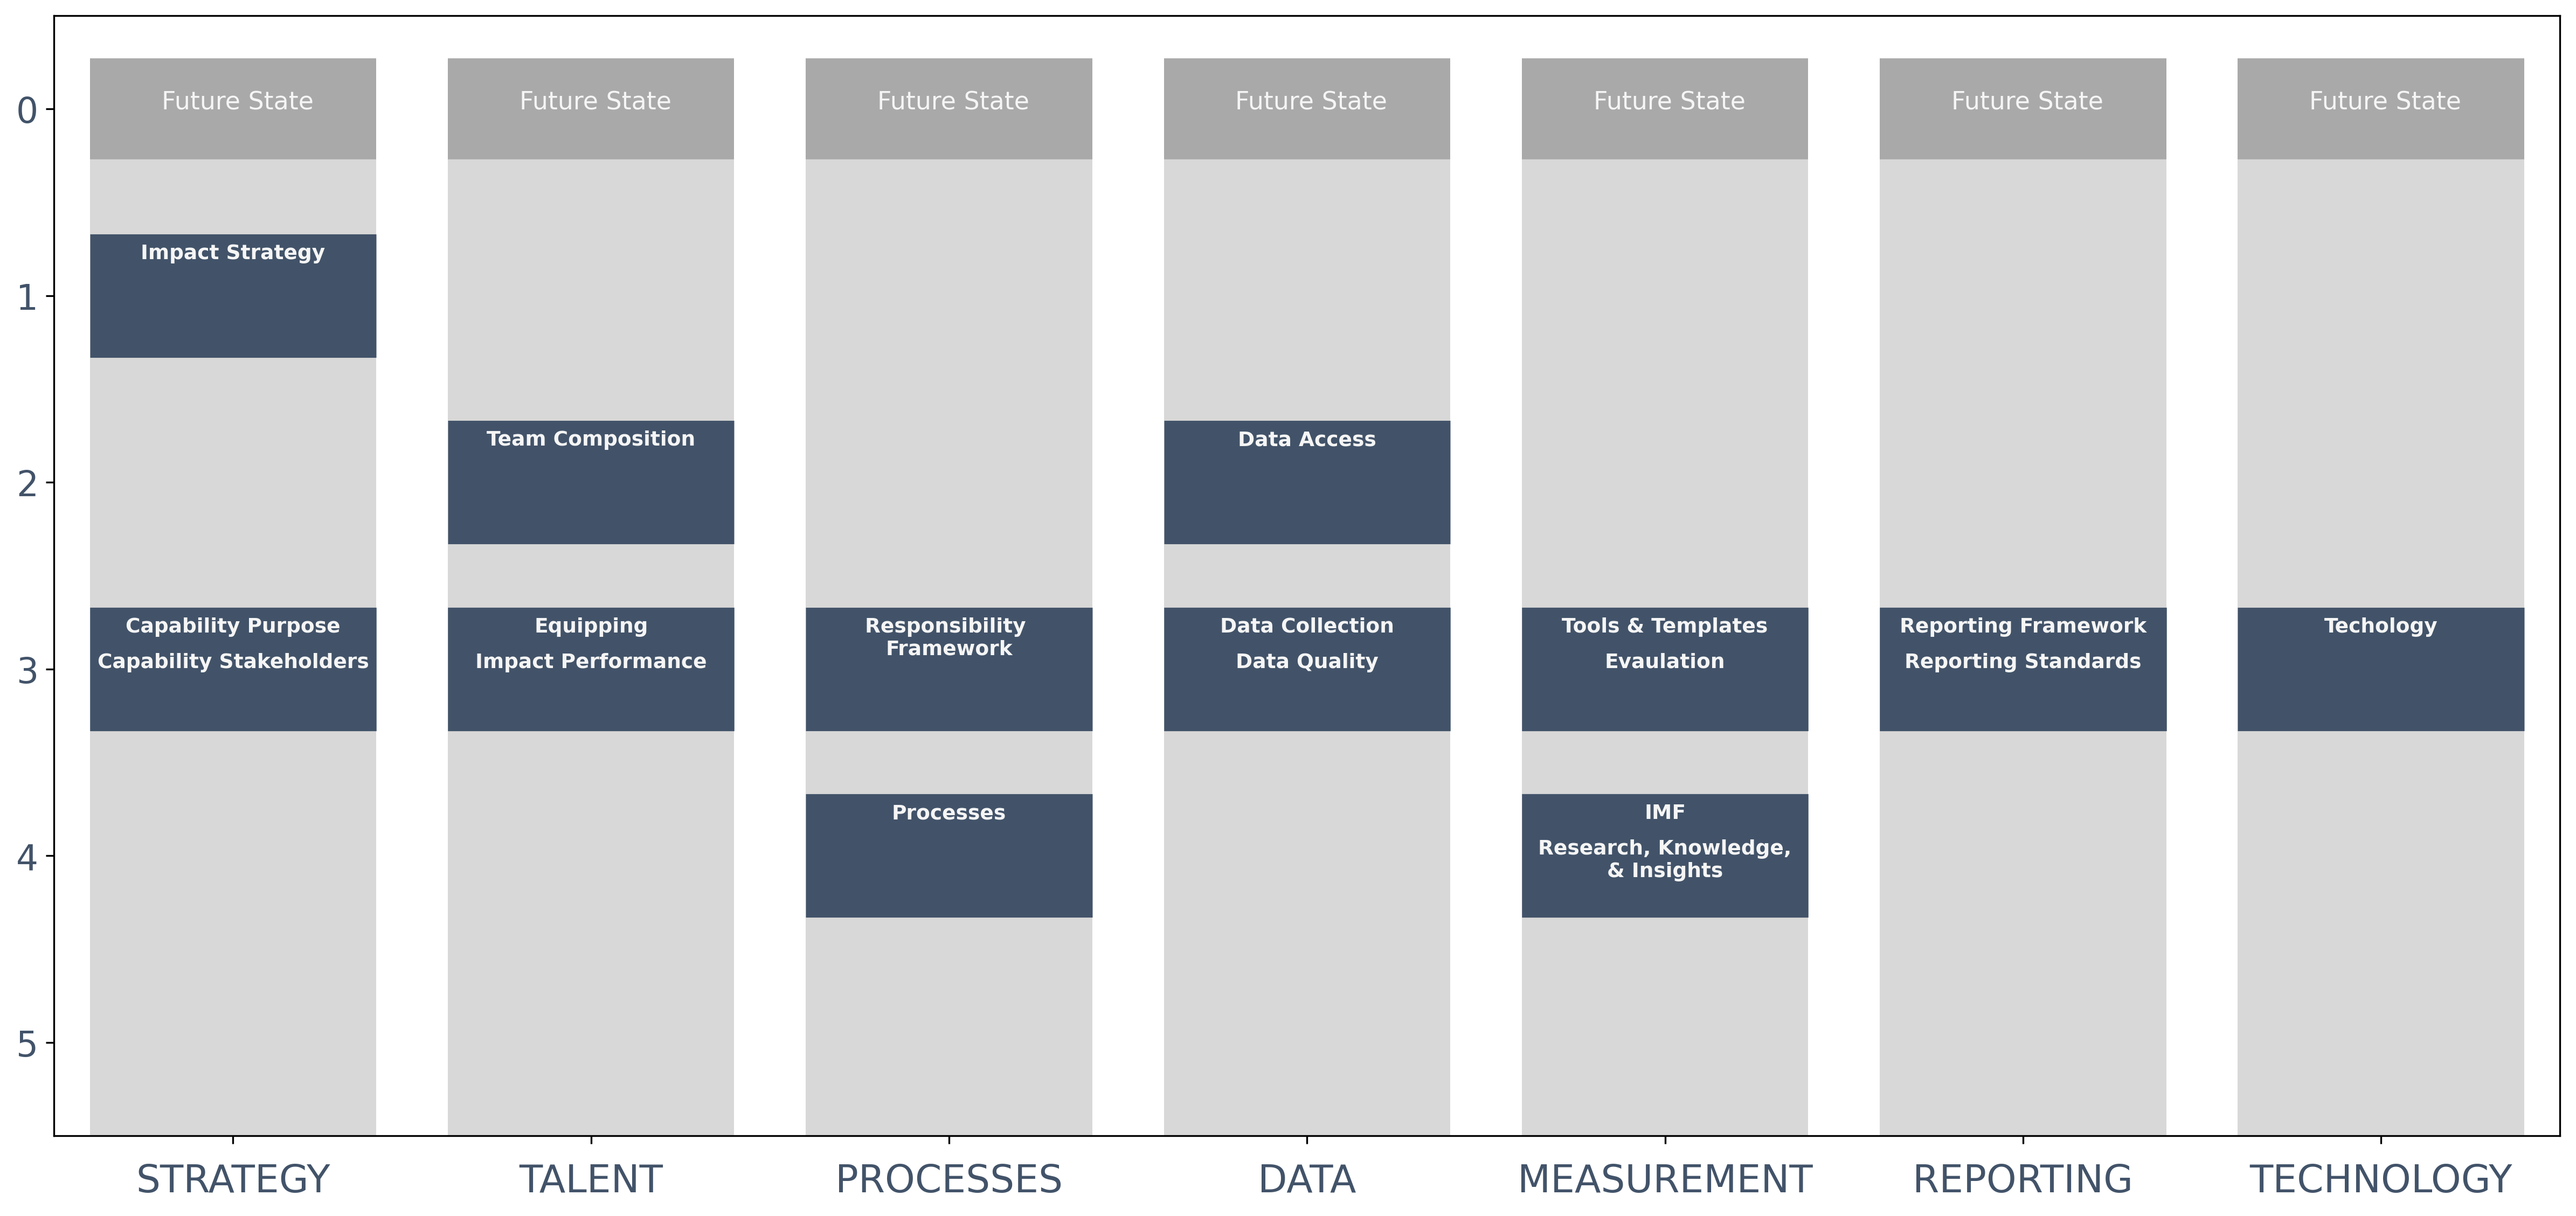 Future State
Future State
Future State
Future State
Future State
Future State
Future State
0
Impact Strategy
1
Team Composition
Data Access
2
Capability Purpose
Capability Stakeholders
Equipping
Impact Performance
Responsibility
Framework
Data Collection
Data Quality
Tools & Templates
Evaulation
Reporting Framework
Reporting Standards
Techology
3
Processes
IMF
Research, Knowledge,
& Insights
4
5
STRATEGY
TALENT
PROCESSES
DATA
MEASUREMENT
REPORTING
TECHNOLOGY